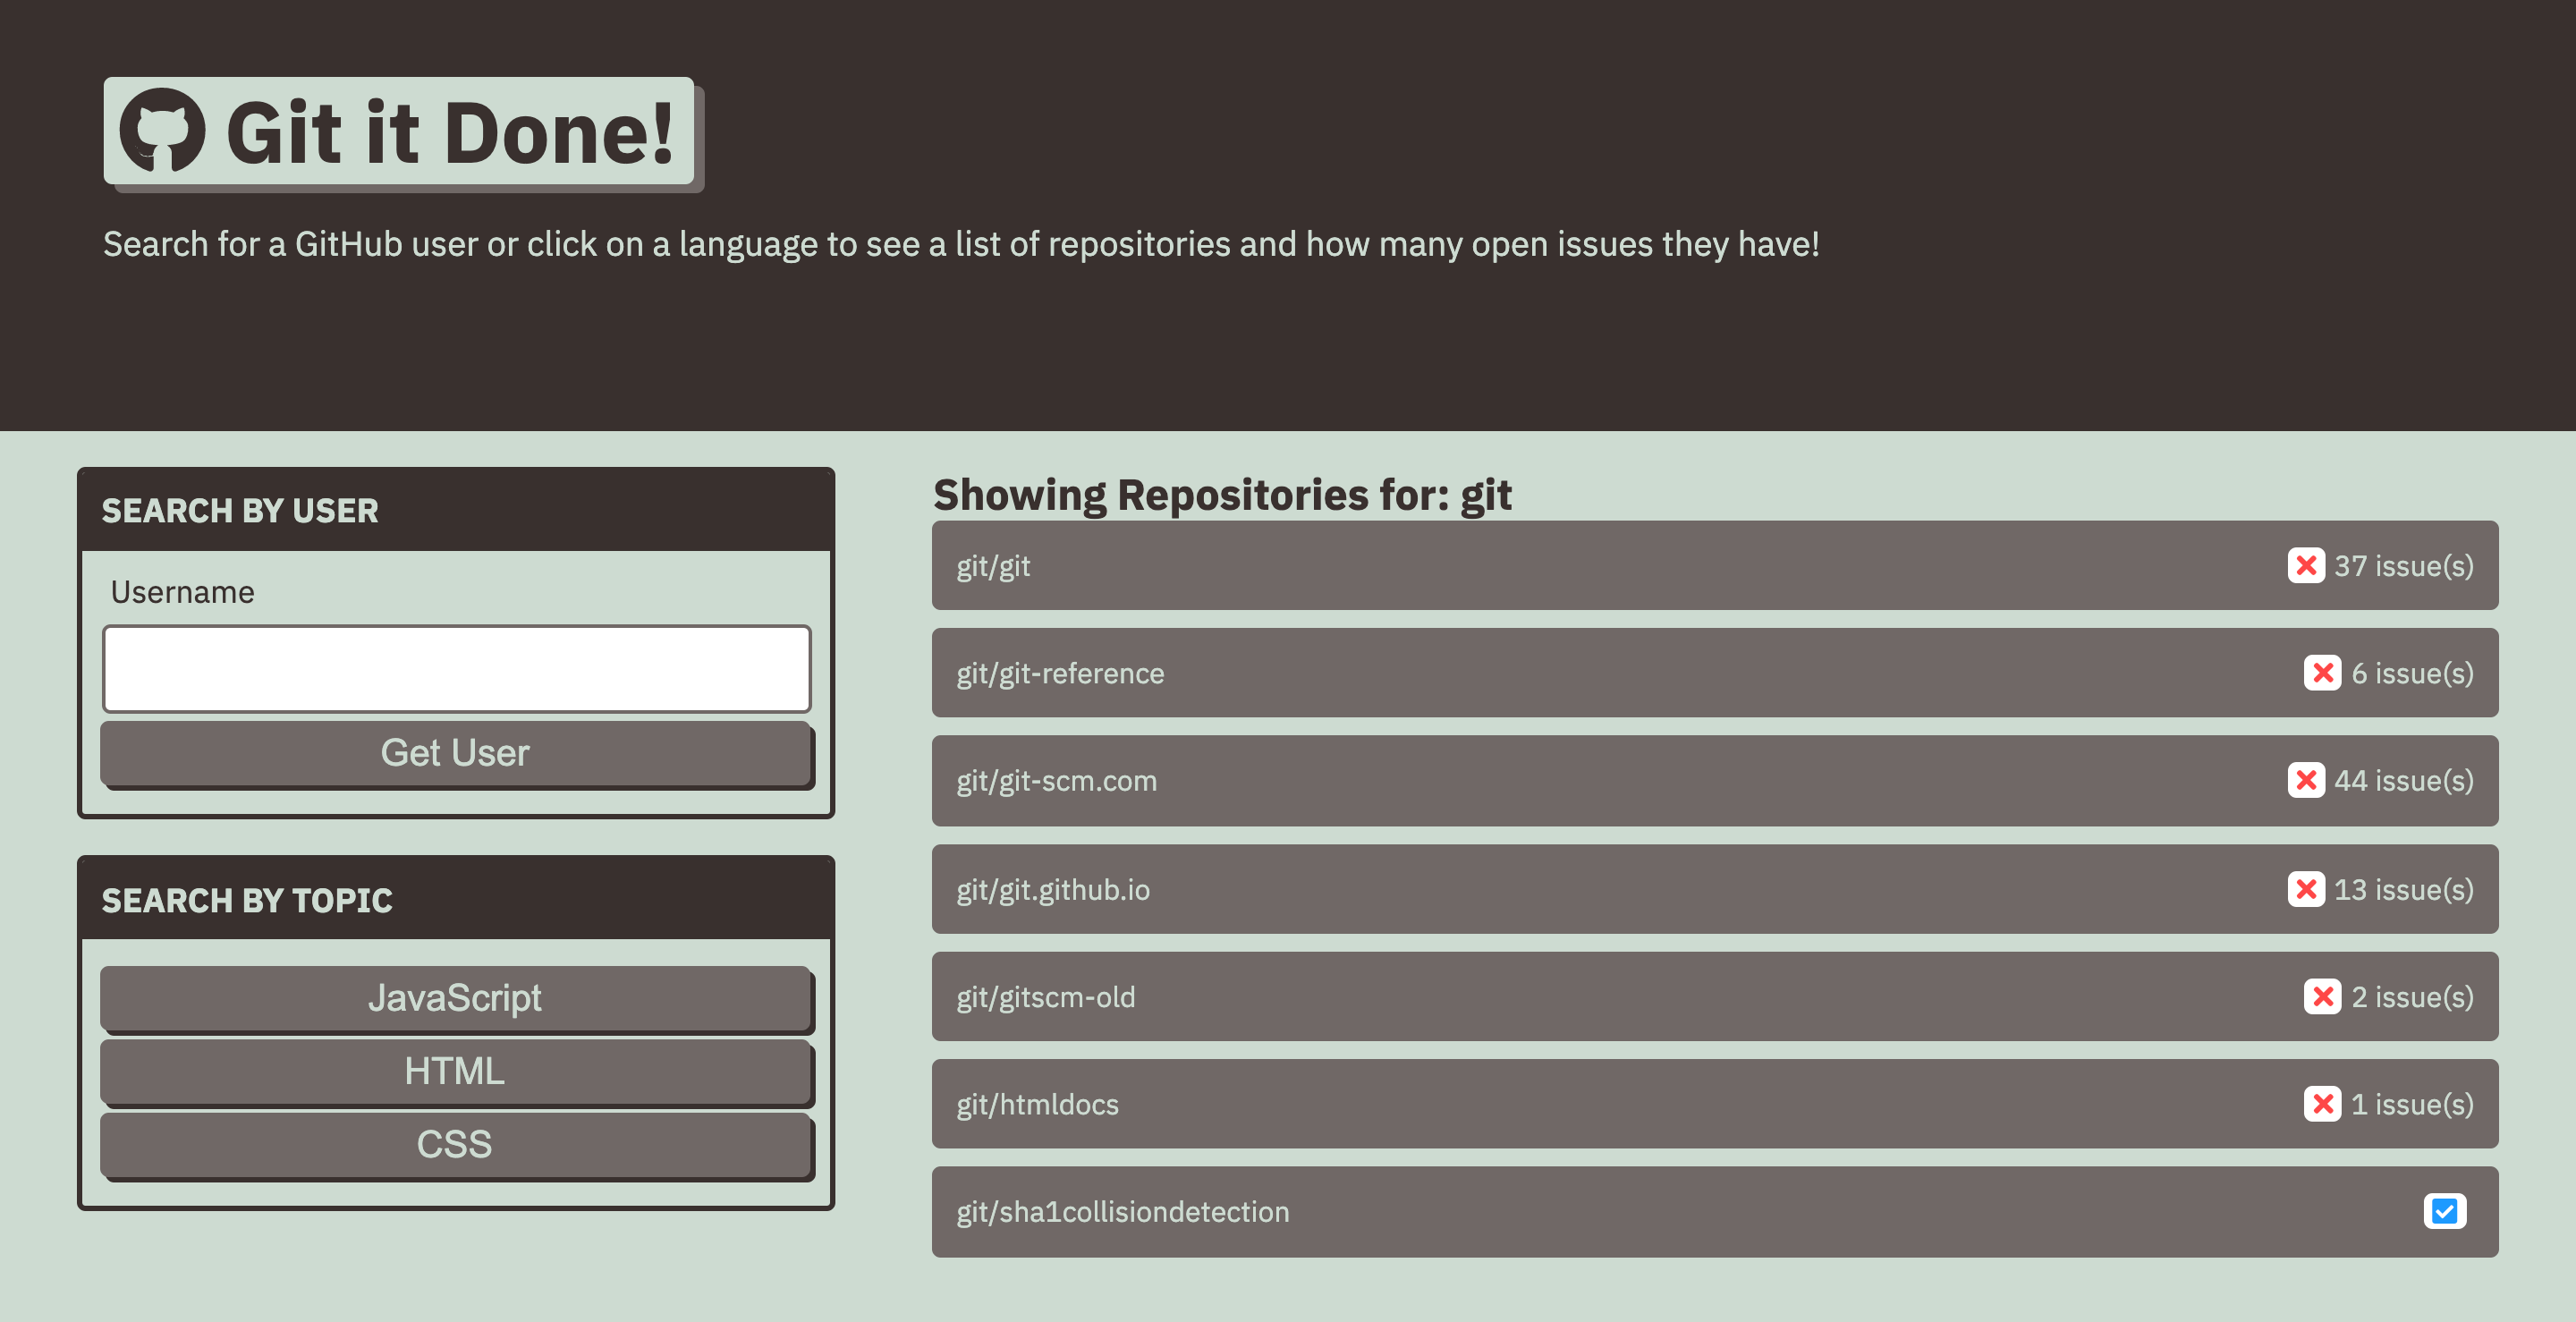 Git it Done!
Search for a GitHub user or click on a language to see a list of repositories and how many open issues they have!
SEARCH BY USER
Username
Get User
SEARCH BY TOPIC
JavaScript
HTML
CSS
Showing Repositories for: git
git/git 37 issue(s)
git/git-reference 6 issue(s)
git/git-scm.com 44 issue(s)
git/git.github.io 13 issue(s)
git/gitscm-old 2 issue(s)
git/htmldocs 1 issue(s)
git/sha1collisiondetection